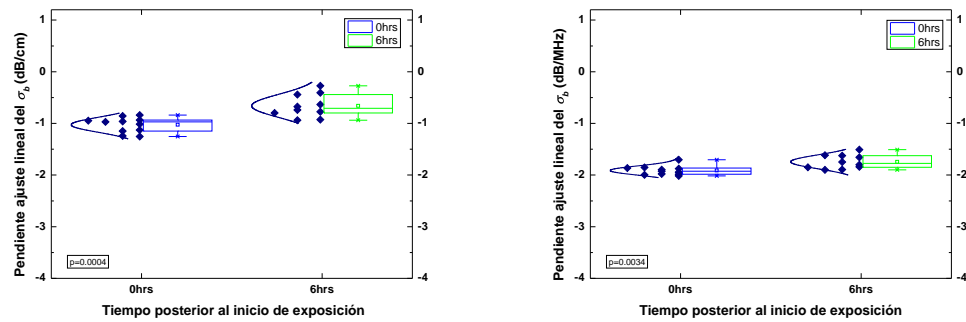 1
0
-1
-2
-3
-4
1
0
-1
-2
-3
-4
Pendiente ajuste lineal del σb (dB/cm)
0hrs
6hrs
p=0.0004
0hrs
6hrs
Tiempo posterior al inicio de exposición
1
0
-1
-2
-3
-4
1
0
-1
-2
-3
-4
Pendiente ajuste lineal del σb (dB/MHz)
0hrs
6hrs
p=0.0034
0hrs
6hrs
Tiempo posterior al inicio de exposición